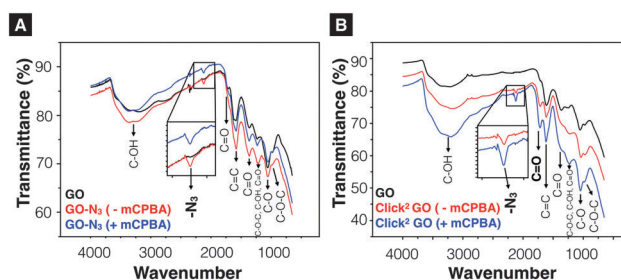 A
Transmittance (%)
90
80
70
60
C-OH
-N₃
C=O
C=C
C=O
C-O-C, C-OH, C=O
C-O
C-O-C
GO
GO-N₃ (- mCPBA)
GO-N₃ (+ mCPBA)
4000 3000 2000 1000
Wavenumber
B
Transmittance (%)
90
80
70
60
50
40
C-OH
-N₃
C=O
C=C
C=O
C-O-C, C-OH, C=O
C-O
C-O-C
GO
Click² GO (- mCPBA)
Click² GO (+ mCPBA)
4000 3000 2000 1000
Wavenumber